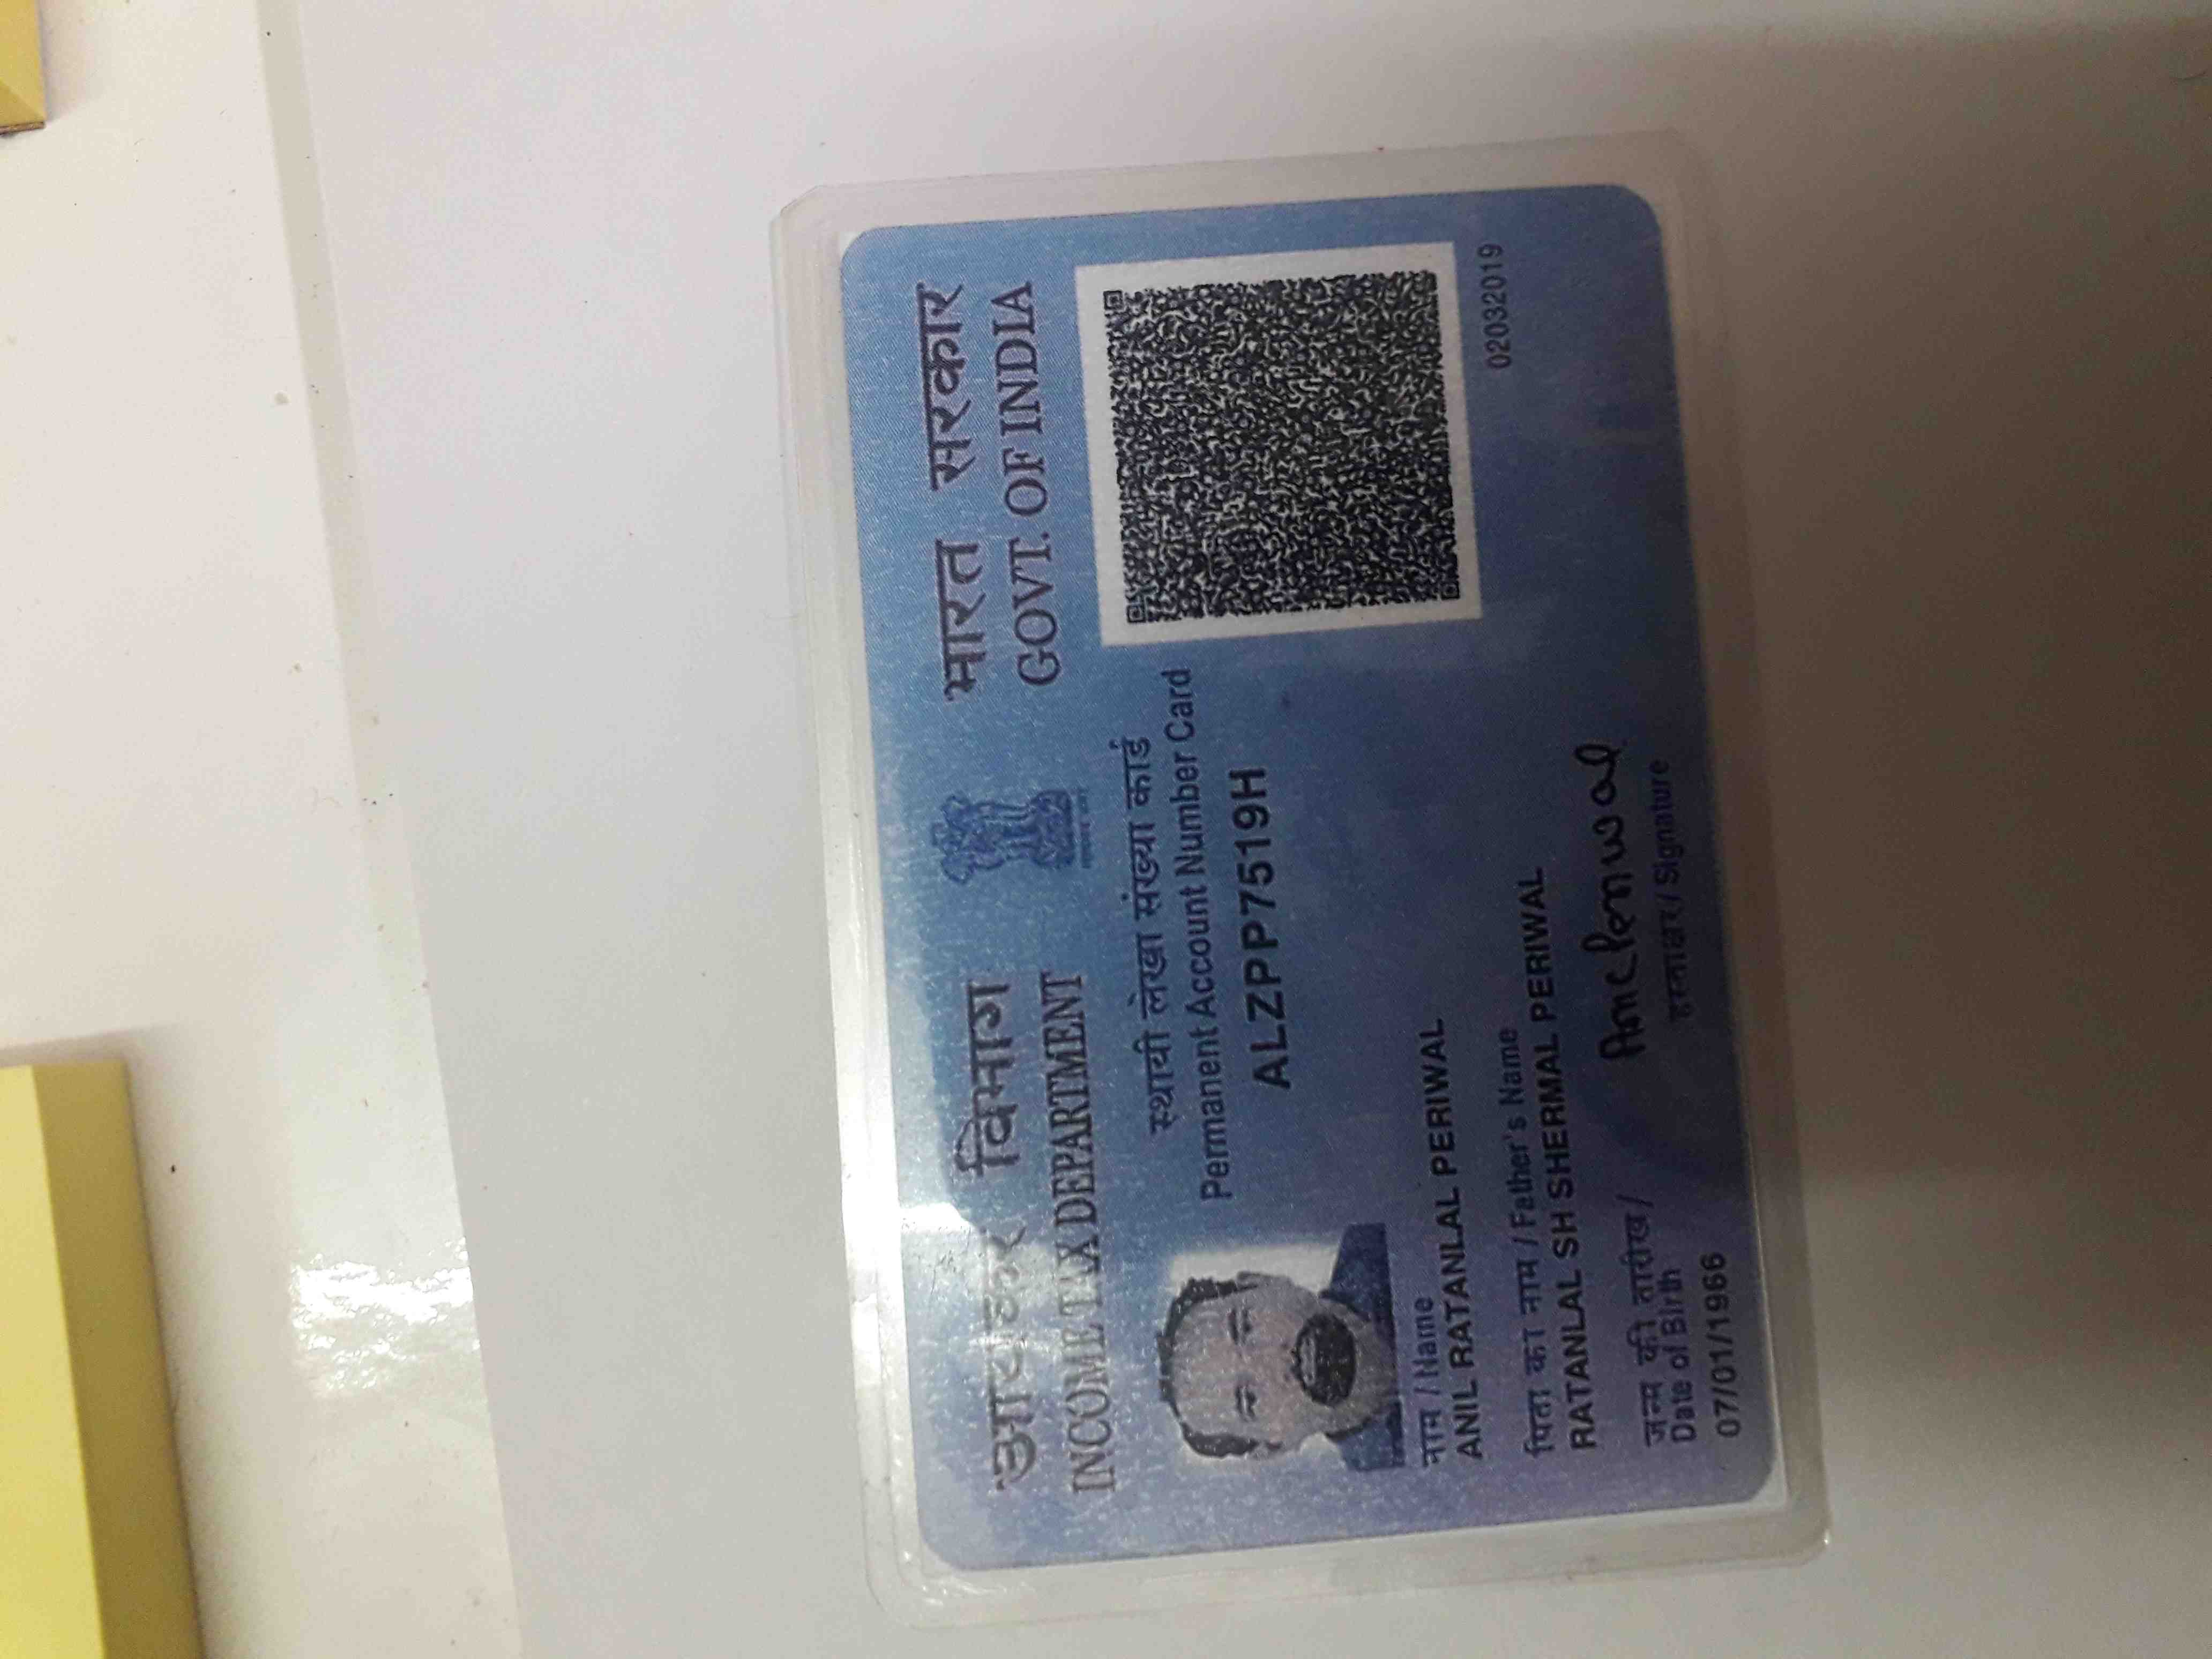 आयकर विभाग
INCOME TAX DEPARTMENT
भारत सरकार
GOVT. OF INDIA
स्थायी लेखा संख्या कार्ड
Permanent Account Number Card
ALZPP7519H
नाम / Name
ANIL RATANLAL PERIWAL
पिता का नाम / Father's Name
RATANLAL SH SHERMAL PERIWAL
जन्म की तारीख /
Date of Birth
07/01/1966
हस्ताक्षर / Signature
02032019